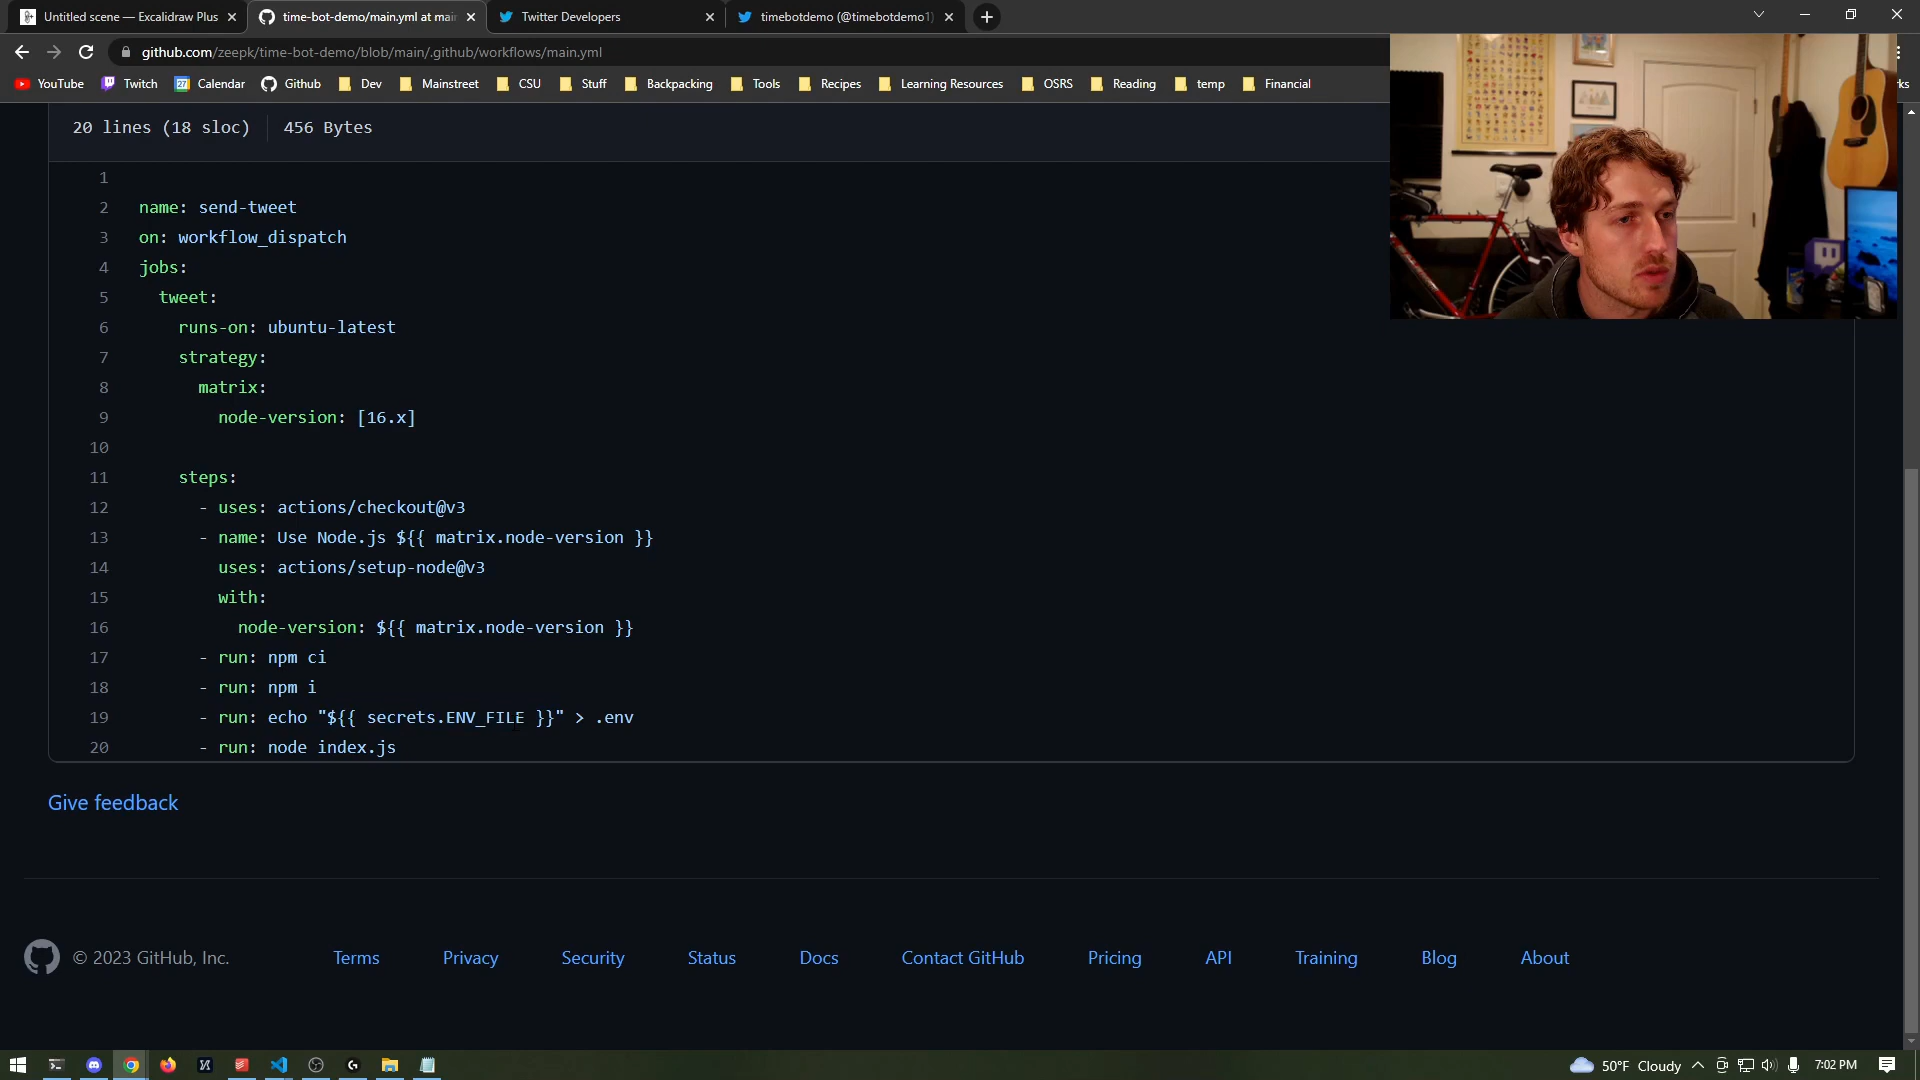 Untitled scene — Excalidraw Plus
time-bot-demo/main.yml at mai
Twitter Developers
timebotdemo (@timebotdemo1)
github.com/zeepk/time-bot-demo/blob/main/.github/workflows/main.yml
YouTube
Twitch
27
Calendar
Github
Dev
Mainstreet
CSU
Stuff
Backpacking
Tools
Recipes
Learning Resources
OSRS
Reading
temp
Financial
ks
20 lines (18 sloc)
456 Bytes
1
2 name: send-tweet
3 on: workflow_dispatch
4 jobs:
5 tweet:
6 runs-on: ubuntu-latest
7 strategy:
8 matrix:
9 node-version: [16.x]
10
11 steps:
12 - uses: actions/checkout@v3
13 - name: Use Node.js ${{ matrix.node-version }}
14 uses: actions/setup-node@v3
15 with:
16 node-version: ${{ matrix.node-version }}
17 - run: npm ci
18 - run: npm i
19 - run: echo "${{ secrets.ENV_FILE }}" > .env
20 - run: node index.js
Give feedback
© 2023 GitHub, Inc.
Terms
Privacy
Security
Status
Docs
Contact GitHub
Pricing
API
Training
Blog
About
50°F Cloudy
7:02 PM